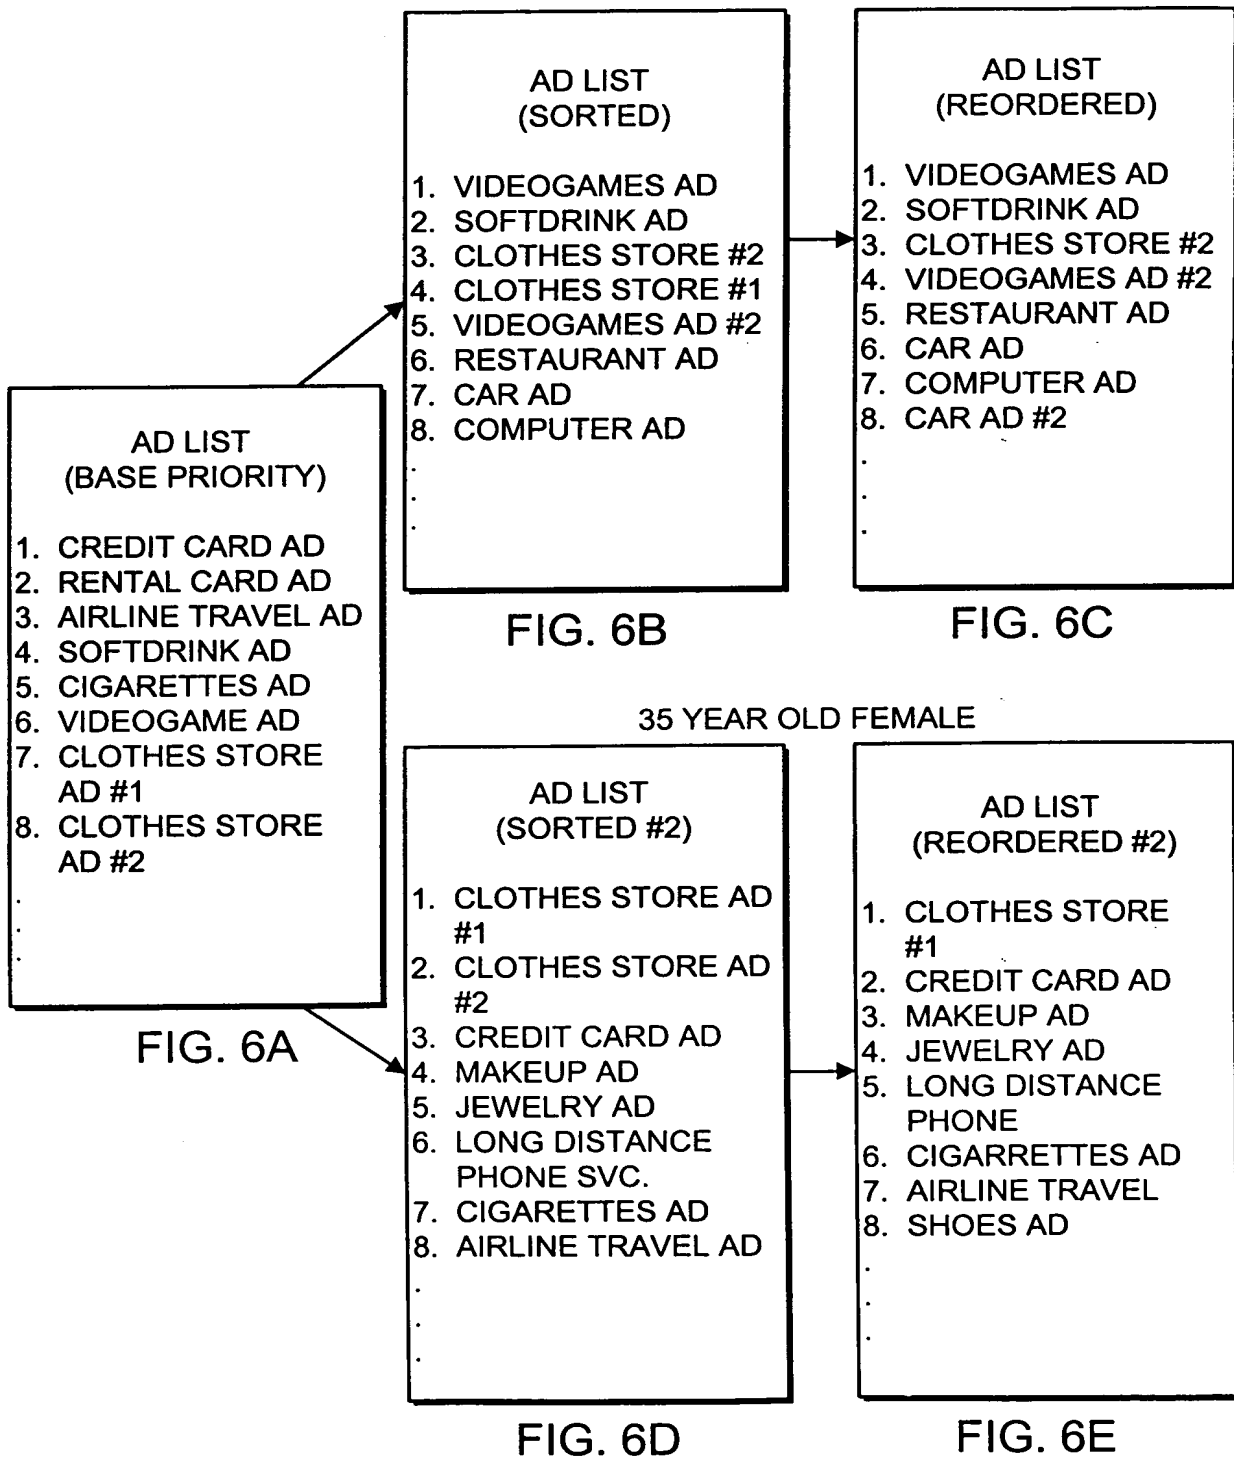 AD LIST
(BASE PRIORITY)
1. CREDIT CARD AD
2. RENTAL CARD AD
3. AIRLINE TRAVEL AD
4. SOFTDRINK AD
5. CIGARETTES AD
6. VIDEOGAME AD
7. CLOTHES STORE
AD #1
8. CLOTHES STORE
AD #2
FIG. 6A
AD LIST
(SORTED)
1. VIDEOGAMES AD
2. SOFTDRINK AD
3. CLOTHES STORE #2
4. CLOTHES STORE #1
5. VIDEOGAMES AD #2
6. RESTAURANT AD
7. CAR AD
8. COMPUTER AD
FIG. 6B
AD LIST
(REORDERED)
1. VIDEOGAMES AD
2. SOFTDRINK AD
3. CLOTHES STORE #2
4. VIDEOGAMES AD #2
5. RESTAURANT AD
6. CAR AD
7. COMPUTER AD
8. CAR AD #2
FIG. 6C
35 YEAR OLD FEMALE
AD LIST
(SORTED #2)
1. CLOTHES STORE AD
#1
2. CLOTHES STORE AD
#2
3. CREDIT CARD AD
4. MAKEUP AD
5. JEWELRY AD
6. LONG DISTANCE
PHONE SVC.
7. CIGARETTES AD
8. AIRLINE TRAVEL AD
FIG. 6D
AD LIST
(REORDERED #2)
1. CLOTHES STORE
#1
2. CREDIT CARD AD
3. MAKEUP AD
4. JEWELRY AD
5. LONG DISTANCE
PHONE
6. CIGARRETTES AD
7. AIRLINE TRAVEL
8. SHOES AD
FIG. 6E